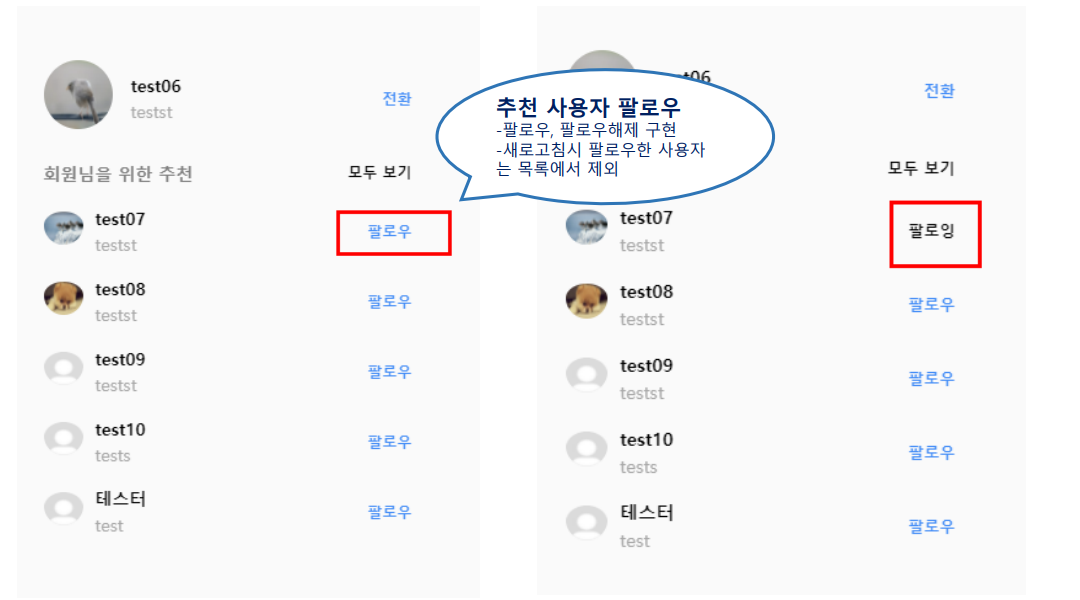 test06
전환
testst
회원님을 위한 추천
모두 보기
test07
팔로우
testst
test08
팔로우
testst
test09
팔로우
testst
test10
팔로우
tests
테스터
팔로우
test
추천 사용자 팔로우
-팔로우, 팔로우해제 구현
-새로고침시 팔로우한 사용자
는 목록에서 제외
t06
전환
모두 보기
test07
팔로잉
testst
test08
팔로우
testst
test09
팔로우
testst
test10
팔로우
tests
테스터
팔로우
test